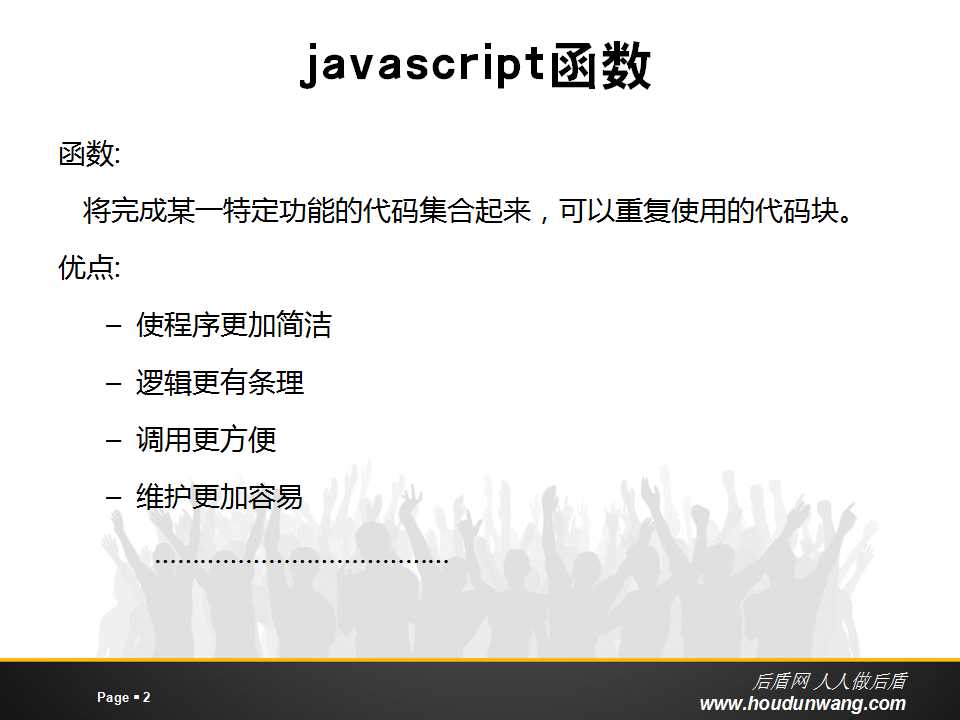 javascript函数
函数:
将完成某一特定功能的代码集合起来，可以重复使用的代码块。
优点:
– 使程序更加简洁
– 逻辑更有条理
– 调用更方便
– 维护更加容易
…………………………………
Page ▪ 2
后盾网 人人做后盾
www.houdunwang.com